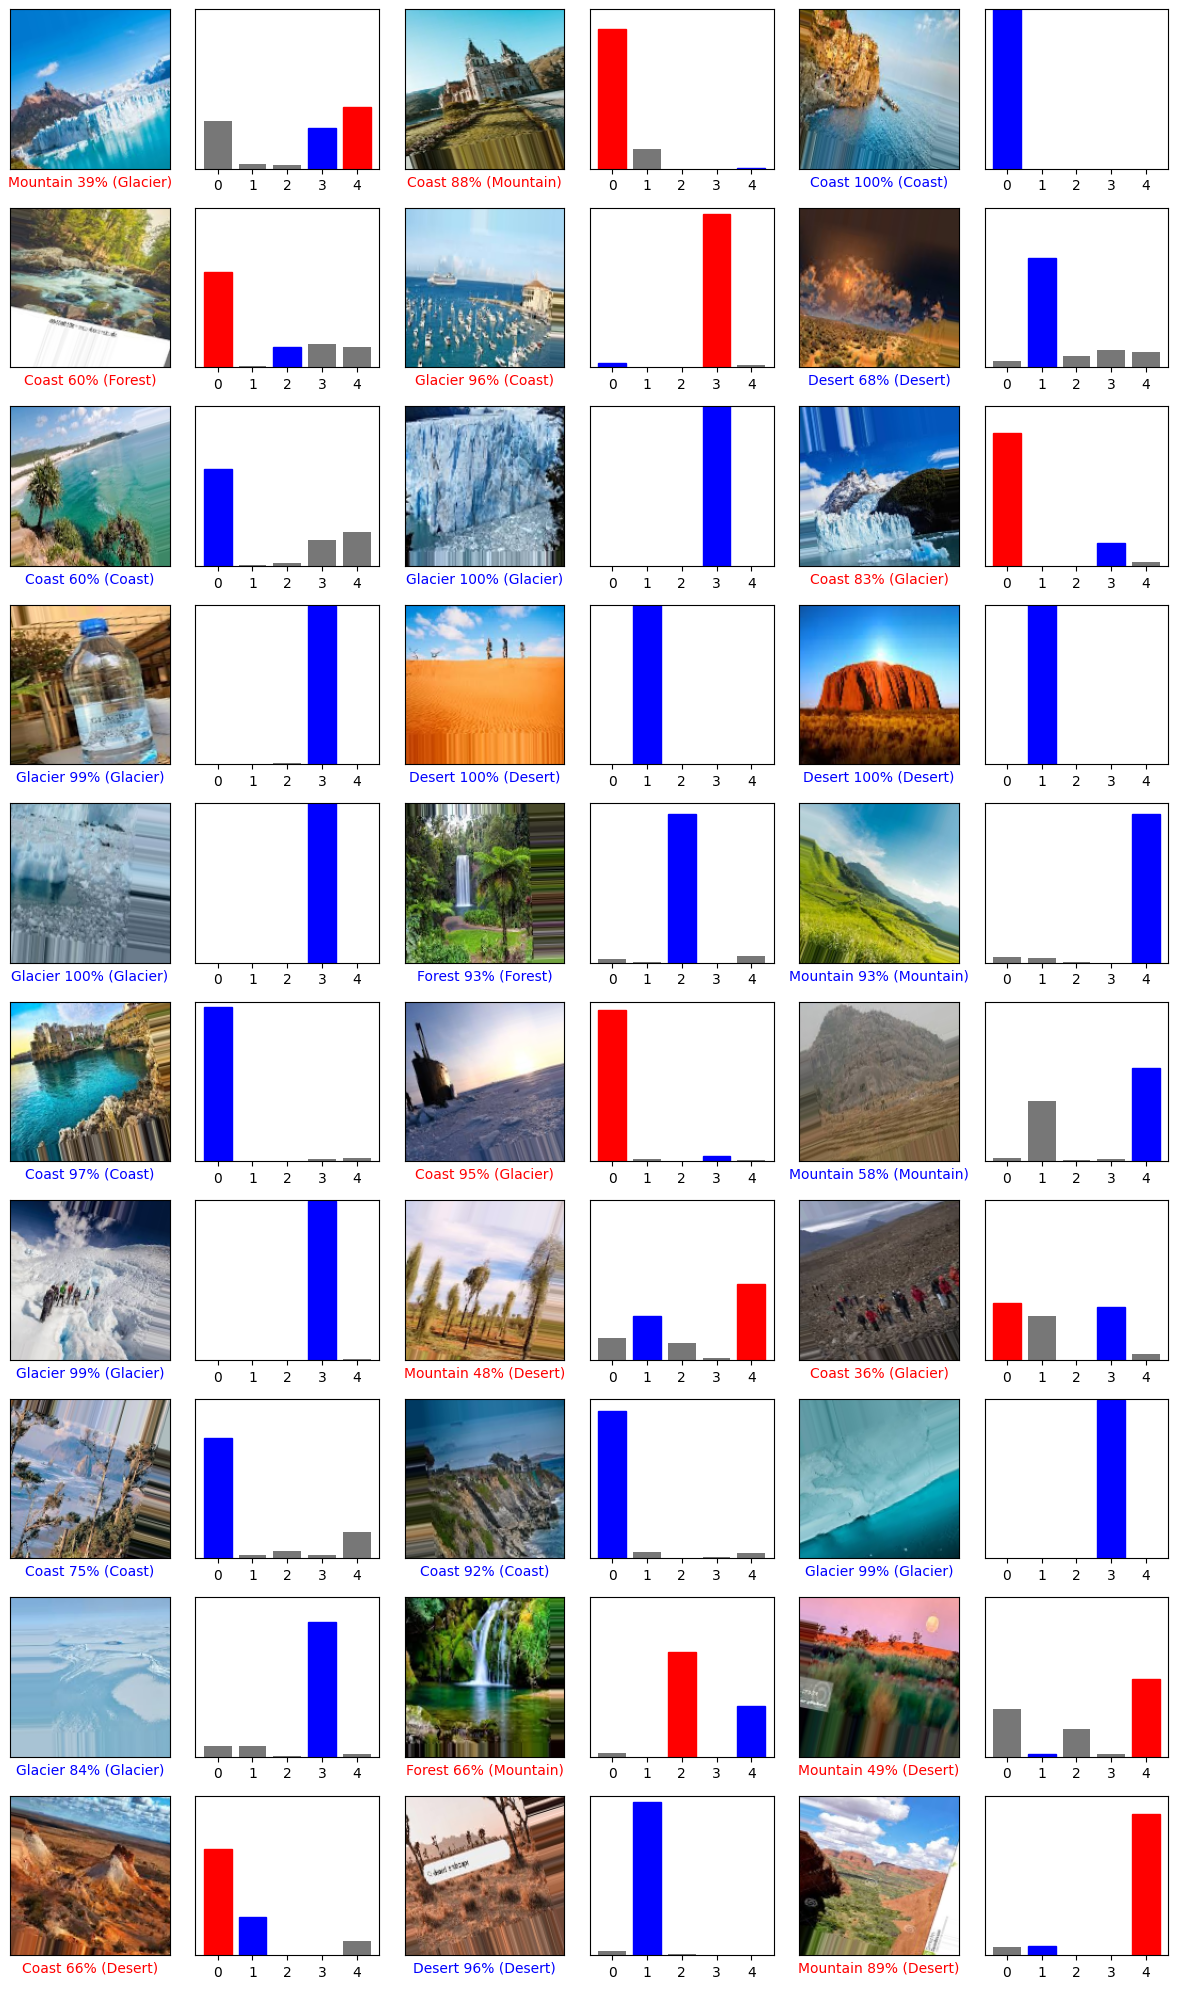 0 1 2 3 4 0 1 2 3 4 0 1 2 3 4
Mountain 39% (Glacier) Coast 88% (Mountain) Coast 100% (Coast)
0 1 2 3 4 0 1 2 3 4 0 1 2 3 4
Coast 60% (Forest) Glacier 96% (Coast) Desert 68% (Desert)
0 1 2 3 4 0 1 2 3 4 0 1 2 3 4
Coast 60% (Coast) Glacier 100% (Glacier) Coast 83% (Glacier)
GLACIER
0 1 2 3 4 0 1 2 3 4 0 1 2 3 4
Glacier 99% (Glacier) Desert 100% (Desert) Desert 100% (Desert)
0 1 2 3 4 0 1 2 3 4 0 1 2 3 4
Glacier 100% (Glacier) Forest 93% (Forest) Mountain 93% (Mountain)
0 1 2 3 4 0 1 2 3 4 0 1 2 3 4
Coast 97% (Coast) Coast 95% (Glacier) Mountain 58% (Mountain)
0 1 2 3 4 0 1 2 3 4 0 1 2 3 4
Glacier 99% (Glacier) Mountain 48% (Desert) Coast 36% (Glacier)
0 1 2 3 4 0 1 2 3 4 0 1 2 3 4
Coast 75% (Coast) Coast 92% (Coast) Glacier 99% (Glacier)
0 1 2 3 4 0 1 2 3 4 0 1 2 3 4
Glacier 84% (Glacier) Forest 66% (Mountain) Mountain 49% (Desert)
0 1 2 3 4 0 1 2 3 4 0 1 2 3 4
Coast 66% (Desert) Desert 96% (Desert) Mountain 89% (Desert)